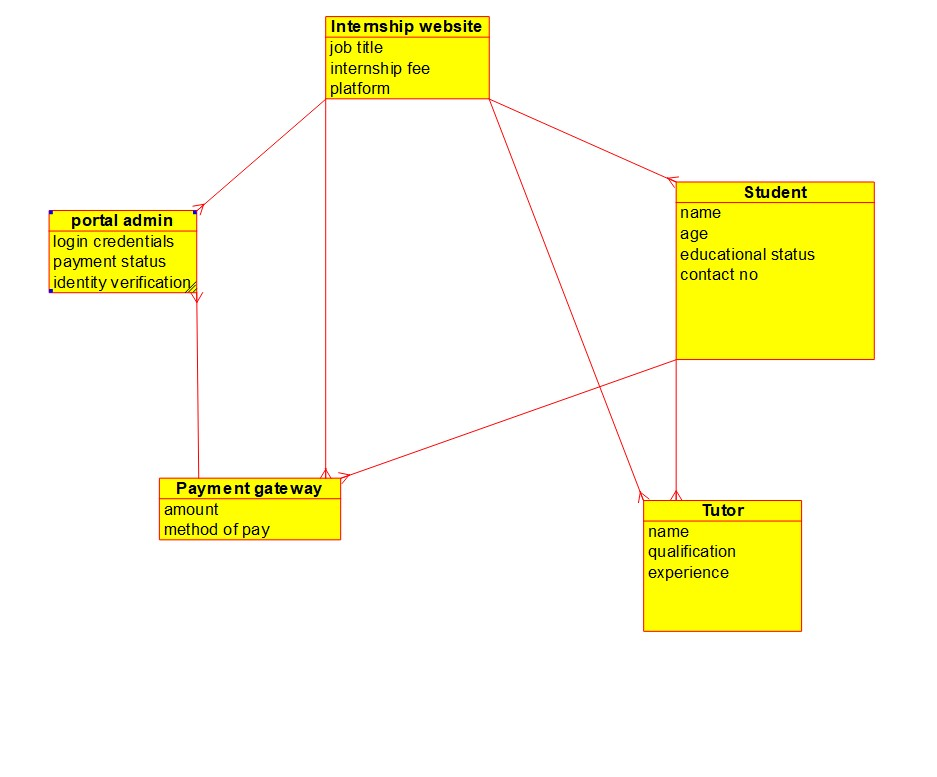 Internship website
job title
internship fee
platform
portal admin
login credentials
payment status
identity verification
Student
name
age
educational status
contact no
Payment gateway
amount
method of pay
Tutor
name
qualification
experience